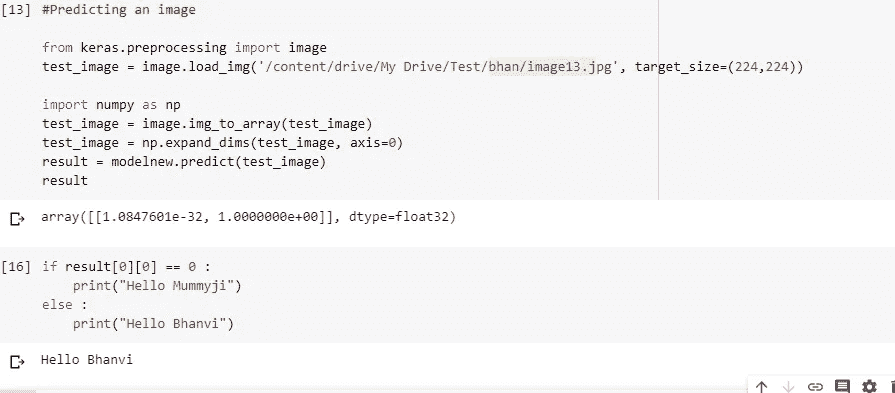 [13] #Predicting an image
from keras.preprocessing import image
test_image = image.load_img('/content/drive/My Drive/Test/bhan/image13.jpg', target_size=(224,224))
import numpy as np
test_image = image.img_to_array(test_image)
test_image = np.expand_dims(test_image, axis=0)
result = modelnew.predict(test_image)
result
array([[1.0847601e-32, 1.0000000e+00]], dtype=float32)
[16] if result[0][0] == 0 :
    print("Hello Mummyji")
else :
    print("Hello Bhanvi")
Hello Bhanvi